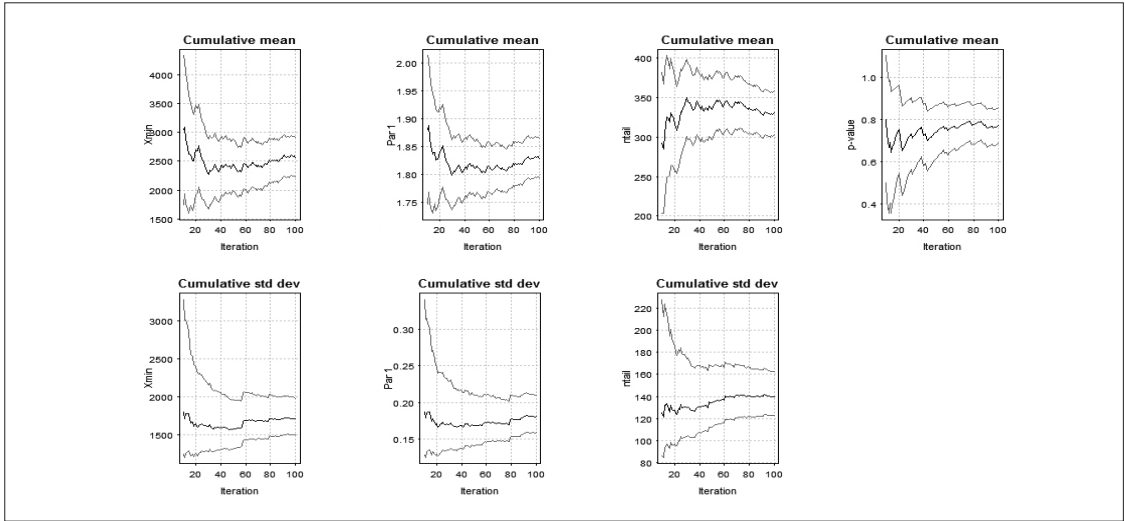 Cumulative mean
Xmin
4000
3500
3000
2500
2000
1500
20 40 60 80 100
Iteration
Cumulative mean
Par 1
2.00
1.95
1.90
1.85
1.80
1.75
20 40 60 80 100
Iteration
Cumulative mean
ntail
400
350
300
250
200
20 40 60 80 100
Iteration
Cumulative mean
p-value
1.0
0.8
0.6
0.4
20 40 60 80 100
Iteration
Cumulative std dev
Xmin
3000
2500
2000
1500
20 40 60 80 100
Iteration
Cumulative std dev
Par 1
0.30
0.25
0.20
0.15
20 40 60 80 100
Iteration
Cumulative std dev
ntail
220
200
180
160
140
120
100
80
20 40 60 80 100
Iteration